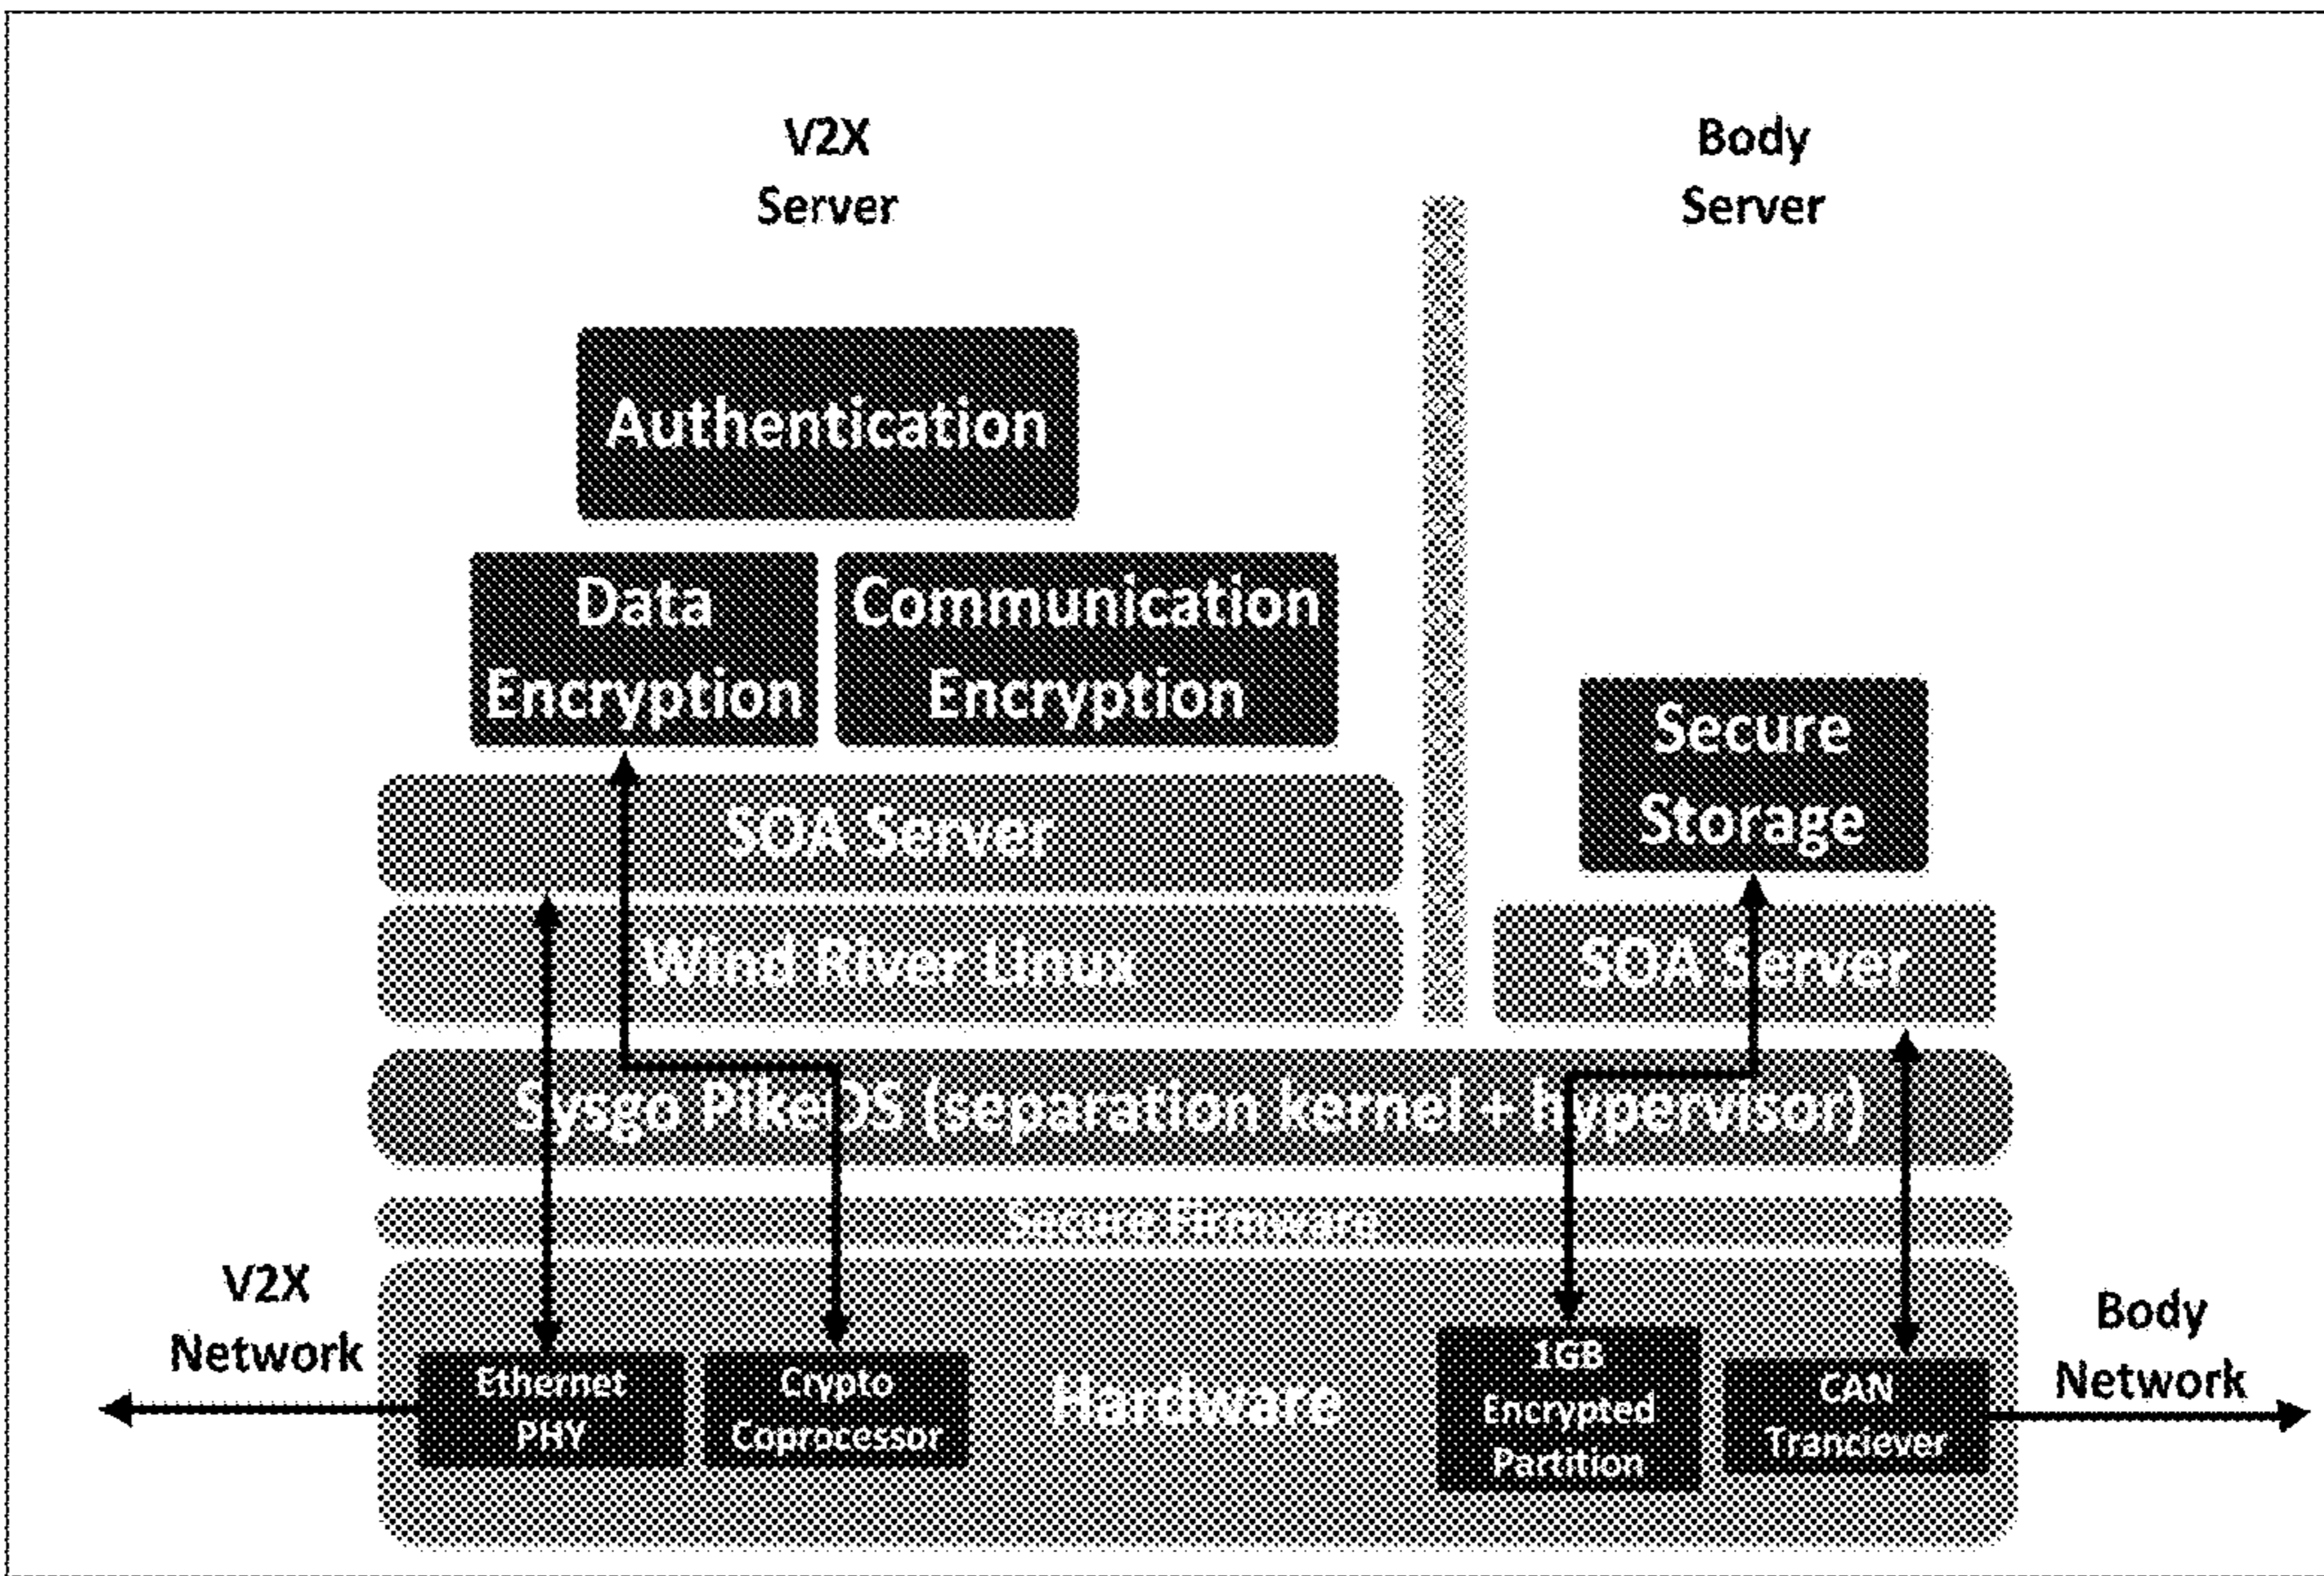 V2X
Server
Body
Server
Authentication
Data
Encryption
Communication
Encryption
Secure
Storage
SOA Server
Wind River Linux
SOA Server
Sysgo PikeOS (separation kernel + hypervisor)
Secure Firmware
V2X
Network
Ethernet
PHY
Crypto
Coprocessor
Hardware
1GB
Encrypted
Partition
CAN
Tranciever
Body
Network